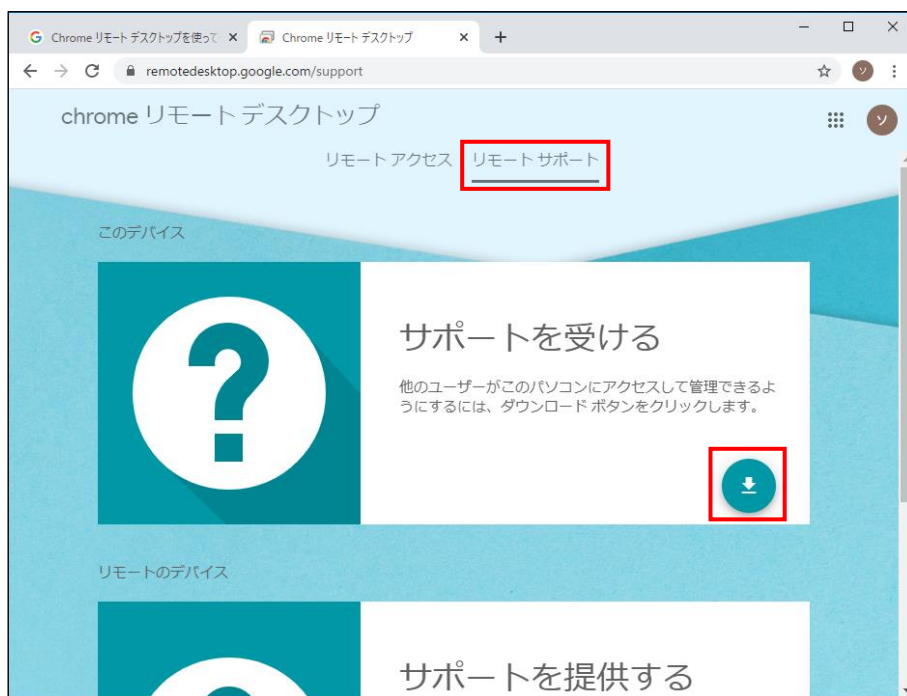 Chrome リモート デスクトップを使って
Chrome リモート デスクトップ
remotedesktop.google.com/support
ソ
chrome リモート デスクトップ
ソ
リモート アクセス リモート サポート
このデバイス
サポートを受ける
他のユーザーがこのパソコンにアクセスして管理できるよ
うにするには、ダウンロード ボタンをクリックします。
リモートのデバイス
サポートを提供する